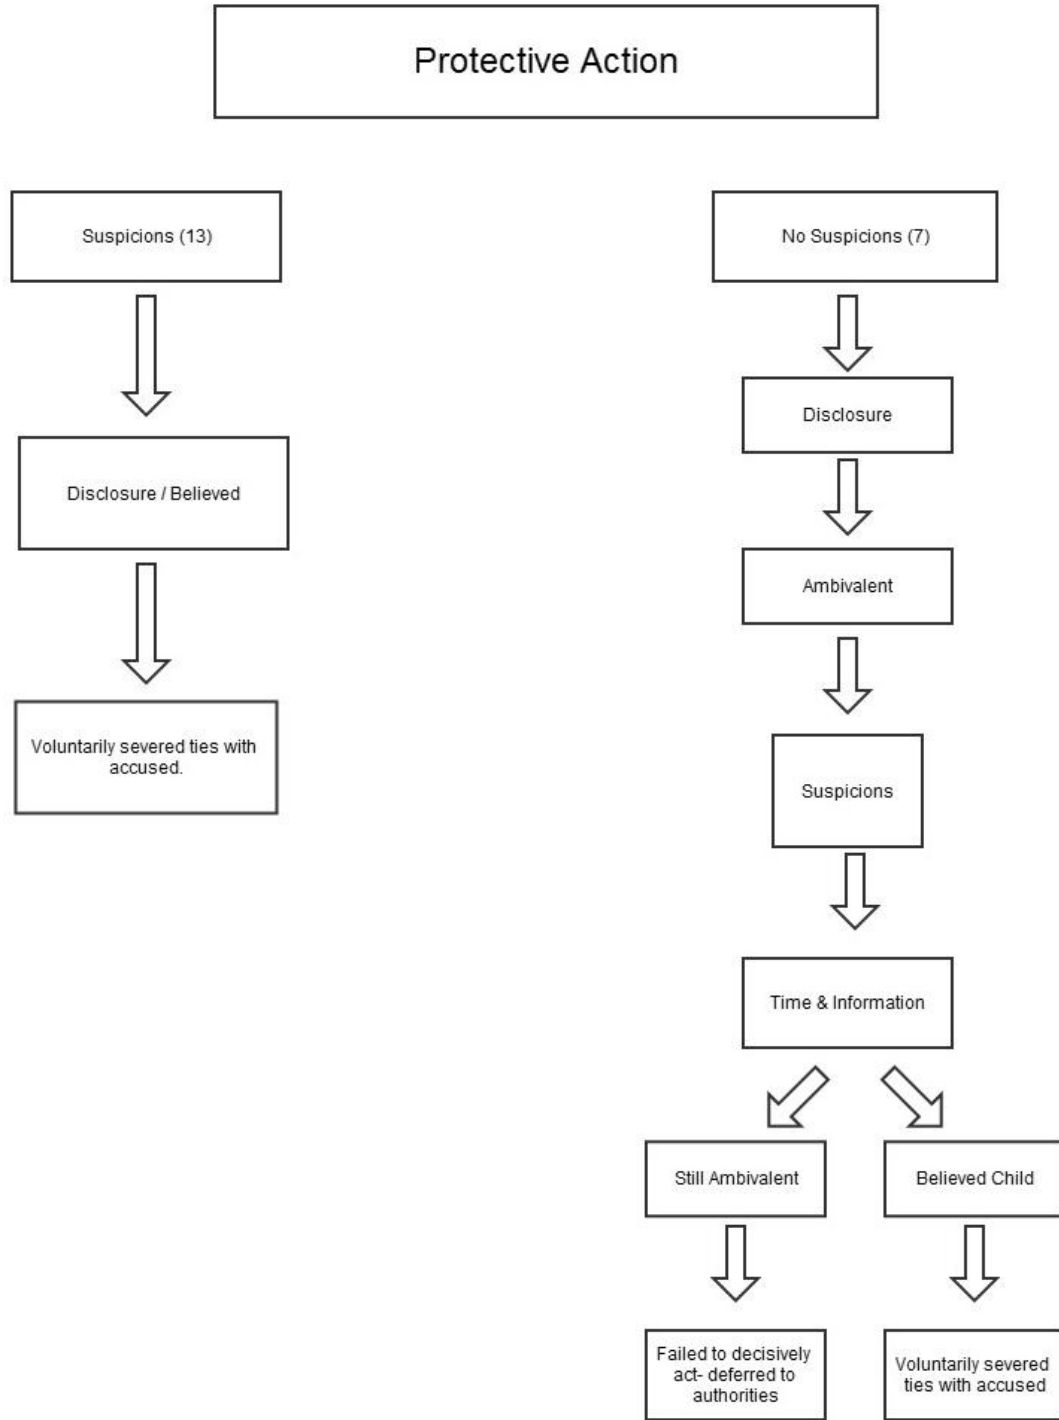 Protective Action
Suspicions (13)
No Suspicions (7)
Disclosure
Disclosure / Believed
Ambivalent
Voluntarily severed ties with
accused.
Suspicions
Time & Information
Still Ambivalent
Believed Child
Failed to decisively
act- deferred to
authorities
Voluntarily severed
ties with accused